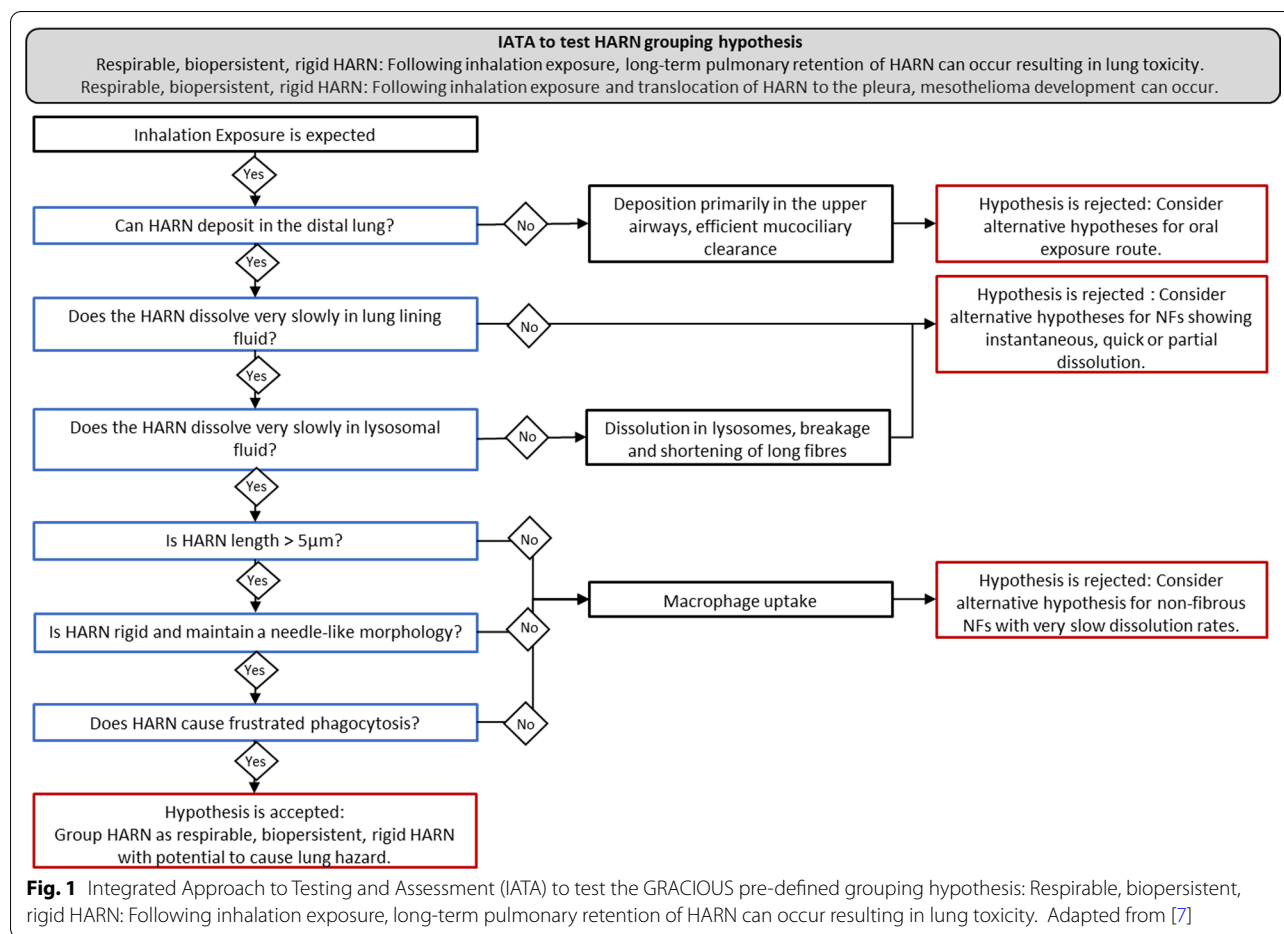 IATA to test HARN grouping hypothesis
Respirable, biopersistent, rigid HARN: Following inhalation exposure, long-term pulmonary retention of HARN can occur resulting in lung toxicity.
Respirable, biopersistent, rigid HARN: Following inhalation exposure and translocation of HARN to the pleura, mesothelioma development can occur.
Inhalation Exposure is expected
Yes
Can HARN deposit in the distal lung?
No
Deposition primarily in the upper
airways, efficient mucociliary
clearance
Hypothesis is rejected: Consider
alternative hypotheses for oral
exposure route.
Yes
Does the HARN dissolve very slowly in lung lining
fluid?
No
Hypothesis is rejected : Consider
alternative hypotheses for NFs showing
instantaneous, quick or partial
dissolution.
Yes
Does the HARN dissolve very slowly in lysosomal
fluid?
No
Dissolution in lysosomes, breakage
and shortening of long fibres
Yes
Is HARN length > 5μm?
No
Yes
Is HARN rigid and maintain a needle-like morphology?
No
Macrophage uptake
Hypothesis is rejected: Consider
alternative hypothesis for non-fibrous
NFs with very slow dissolution rates.
Yes
Does HARN cause frustrated phagocytosis?
No
Yes
Hypothesis is accepted:
Group HARN as respirable, biopersistent, rigid HARN
with potential to cause lung hazard.
Fig. 1 Integrated Approach to Testing and Assessment (IATA) to test the GRACIOUS pre-defined grouping hypothesis: Respirable, biopersistent,
rigid HARN: Following inhalation exposure, long-term pulmonary retention of HARN can occur resulting in lung toxicity. Adapted from [7]